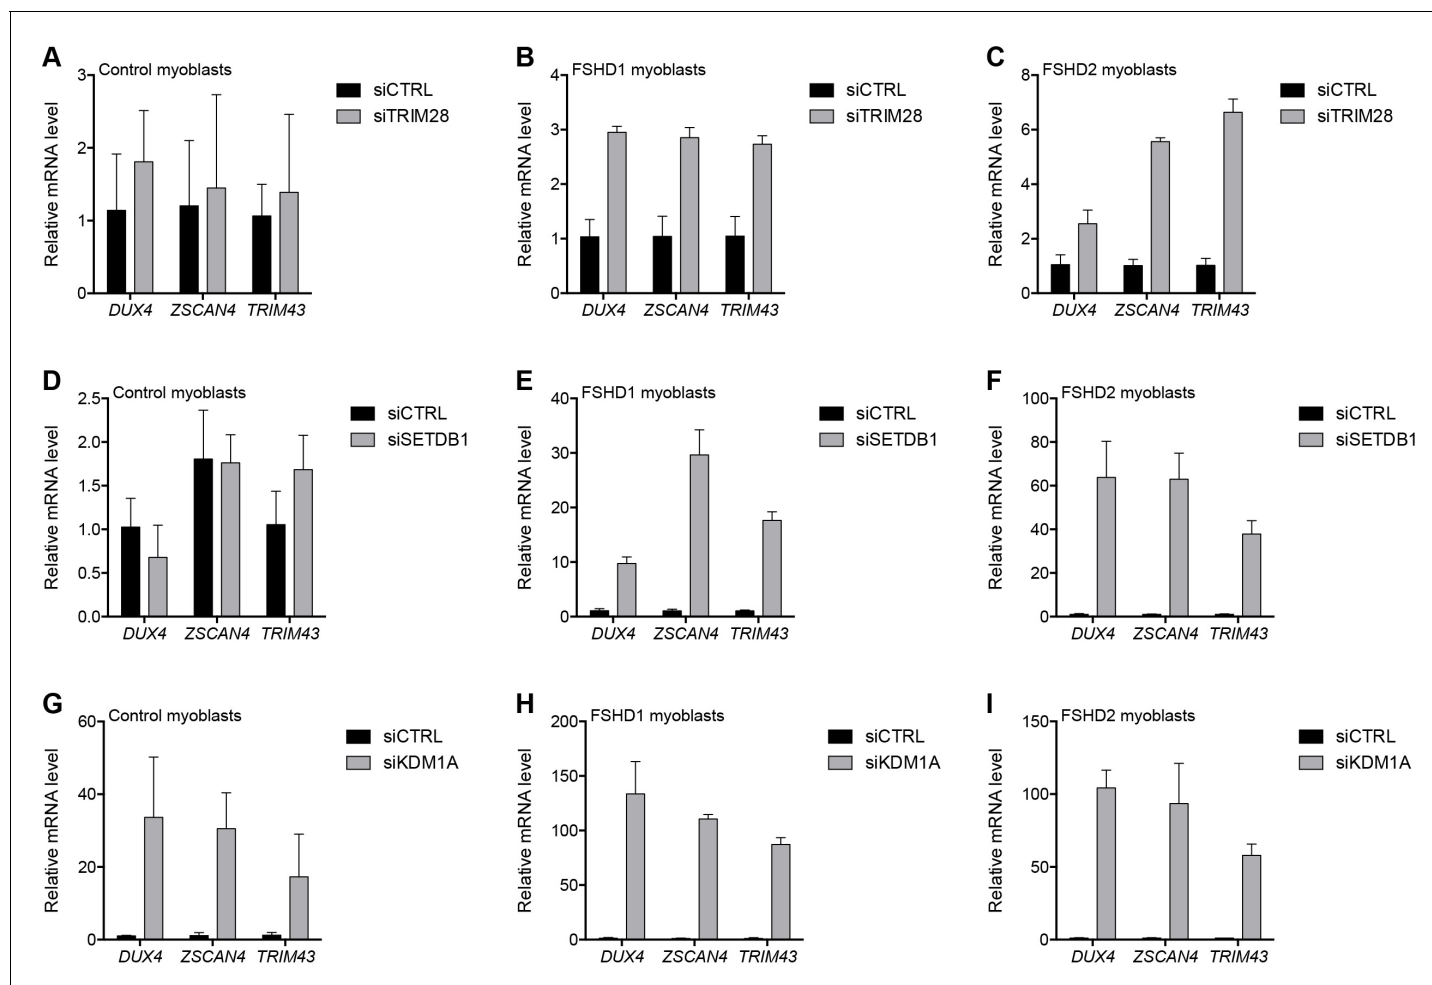 A
Control myoblasts
siCTRL
siTRIM28
Relative mRNA level
3
2
1
0
DUX4 ZSCAN4 TRIM43
B
FSHD1 myoblasts
siCTRL
siTRIM28
Relative mRNA level
4
3
2
1
0
DUX4 ZSCAN4 TRIM43
C
FSHD2 myoblasts
siCTRL
siTRIM28
Relative mRNA level
8
6
4
2
0
DUX4 ZSCAN4 TRIM43
D
Control myoblasts
siCTRL
siSETDB1
Relative mRNA level
2.5
2.0
1.5
1.0
0.5
0.0
DUX4 ZSCAN4 TRIM43
E
FSHD1 myoblasts
siCTRL
siSETDB1
Relative mRNA level
40
30
20
10
0
DUX4 ZSCAN4 TRIM43
F
FSHD2 myoblasts
siCTRL
siSETDB1
Relative mRNA level
100
80
60
40
20
0
DUX4 ZSCAN4 TRIM43
G
Control myoblasts
siCTRL
siKDM1A
Relative mRNA level
60
40
20
0
DUX4 ZSCAN4 TRIM43
H
FSHD1 myoblasts
siCTRL
siKDM1A
Relative mRNA level
200
150
100
50
0
DUX4 ZSCAN4 TRIM43
I
FSHD2 myoblasts
siCTRL
siKDM1A
Relative mRNA level
150
100
50
0
DUX4 ZSCAN4 TRIM43